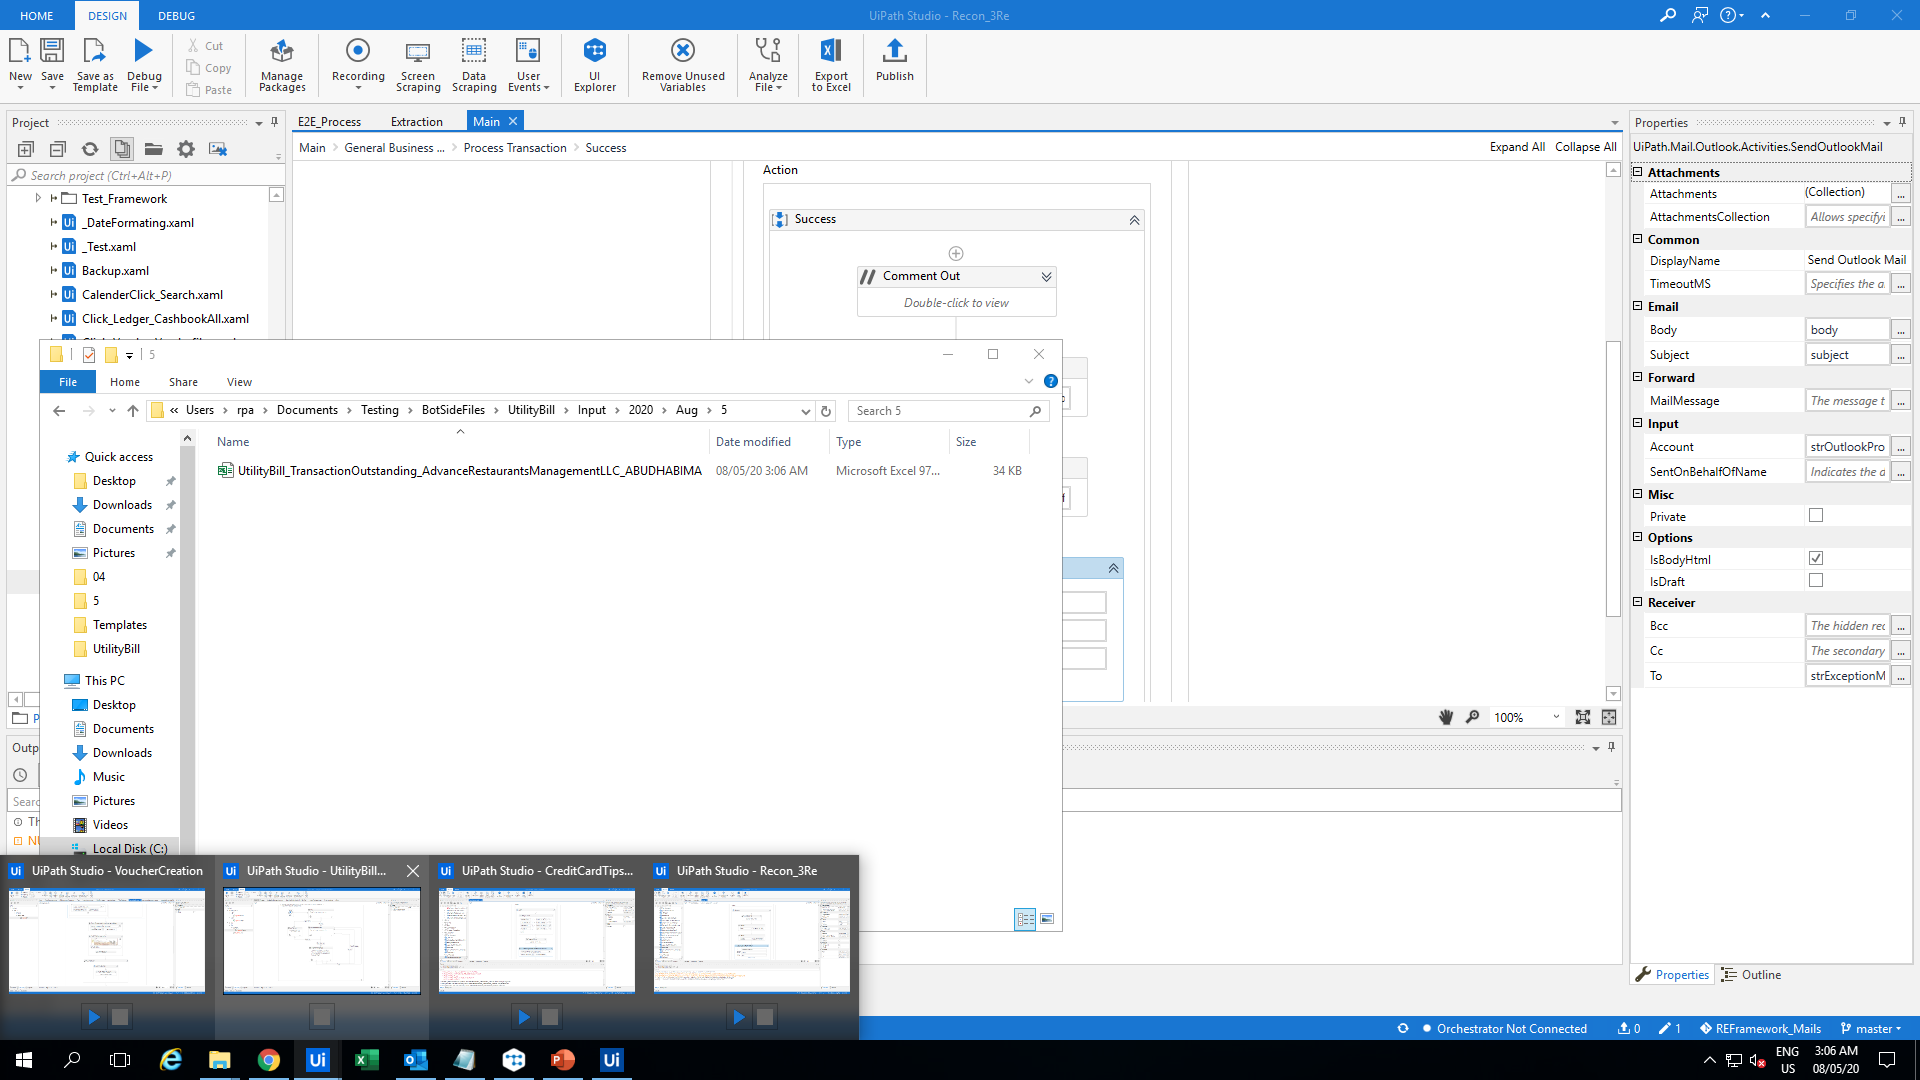 HOME
DESIGN
DEBUG
UiPath Studio - Recon_3Re
New
Save
Save as Template
Debug File
Cut
Copy
Paste
Manage Packages
Recording
Screen Scraping
Data Scraping
User Events
UI Explorer
Remove Unused Variables
Analyze File
Export to Excel
Publish
Project
Search project (Ctrl+Alt+P)
Test_Framework
_DateFormating.xaml
_Test.xaml
Backup.xaml
CalenderClick_Search.xaml
Click_Ledger_CashbookAll.xaml
E2E_Process
Extraction
Main
Main > General Business ... > Process Transaction > Success
Expand All
Collapse All
Action
Success
Comment Out
Double-click to view
100%
Properties
UiPath.Mail.Outlook.Activities.SendOutlookMail
Attachments
Attachments (Collection) ...
AttachmentsCollection Allows specifyi ...
Common
DisplayName Send Outlook Mail
TimeoutMS Specifies the a ...
Email
Body body ...
Subject subject ...
Forward
MailMessage The message t ...
Input
Account strOutlookPro ...
SentOnBehalfOfName Indicates the a ...
Misc
Private
Options
IsBodyHtml
IsDraft
Receiver
Bcc The hidden rec ...
Cc The secondary ...
To strExceptionM ...
Properties
Outline
5
File
Home
Share
View
« Users > rpa > Documents > Testing > BotSideFiles > UtilityBill > Input > 2020 > Aug > 5
Search 5
Name
Date modified
Type
Size
UtilityBill_TransactionOutstanding_AdvanceRestaurantsManagementLLC_ABUDHABIMA
08/05/20 3:06 AM
Microsoft Excel 97...
34 KB
Quick access
Desktop
Downloads
Documents
Pictures
04
5
Templates
UtilityBill
This PC
Desktop
Documents
Downloads
Music
Pictures
Videos
Local Disk (C:)
Outp
Searc
Th
UiPath Studio - VoucherCreation
UiPath Studio - UtilityBill...
UiPath Studio - CreditCardTips...
UiPath Studio - Recon_3Re
Orchestrator Not Connected
0
1
REFramework_Mails
master
ENG
US
3:06 AM
08/05/20